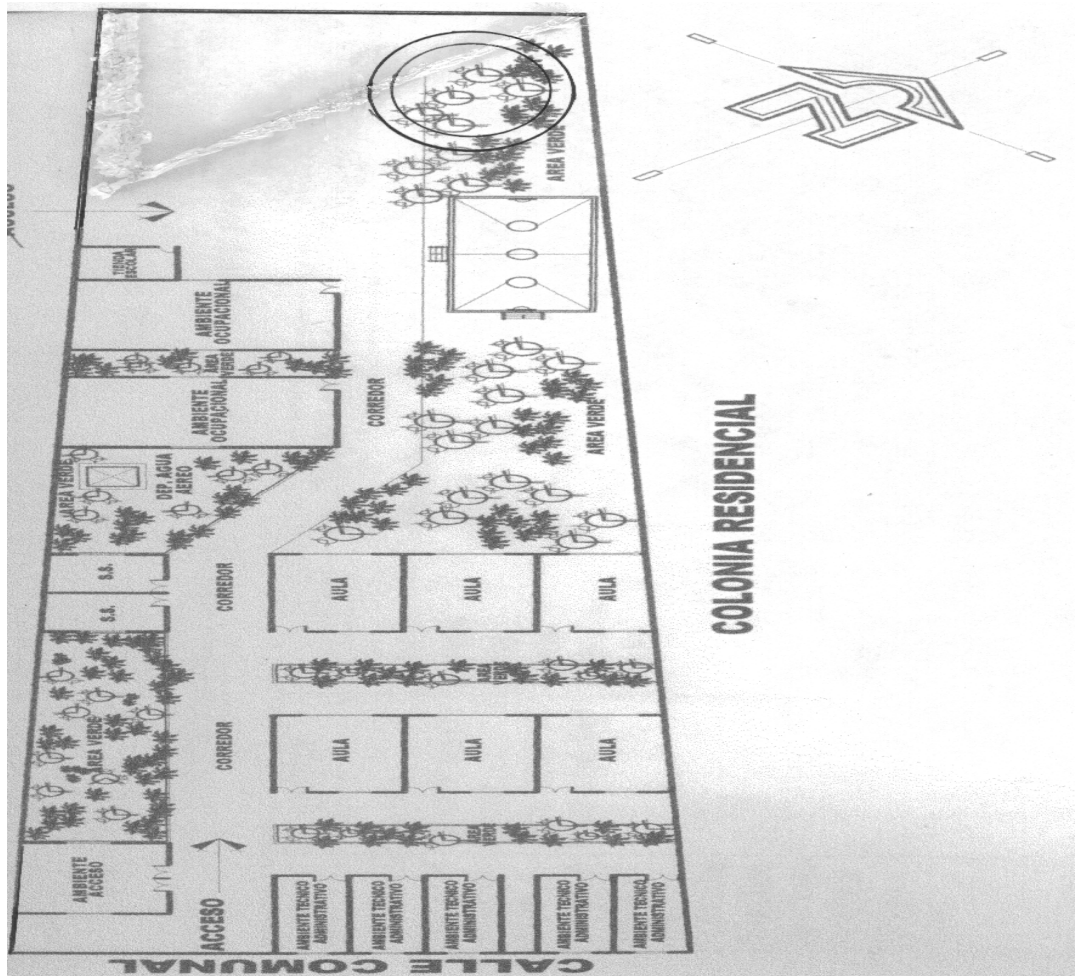 AREA VERDE
TIENDA
ESCOLAR
AMBIENTE
OCUPACIONAL
ÁREA
VERDE
AMBIENTE
OCUPACIONAL
CORREDOR
AREA VERDE
AREA VERDE
DEP. AGUA
AEREO
COLONIA RESIDENCIAL
S.S.
S.S.
CORREDOR
AULA
AULA
AULA
AREA
VERDE
AREA VERDE
CORREDOR
AULA
AULA
AULA
AREA
VERDE
AMBIENTE
ACCESO
ACCESO
AMBIENTE TECNICO
ADMINISTRATIVO
AMBIENTE TECNICO
ADMINISTRATIVO
AMBIENTE TECNICO
ADMINISTRATIVO
AMBIENTE TECNICO
ADMINISTRATIVO
AMBIENTE TECNICO
ADMINISTRATIVO
CALLE COMUNAL